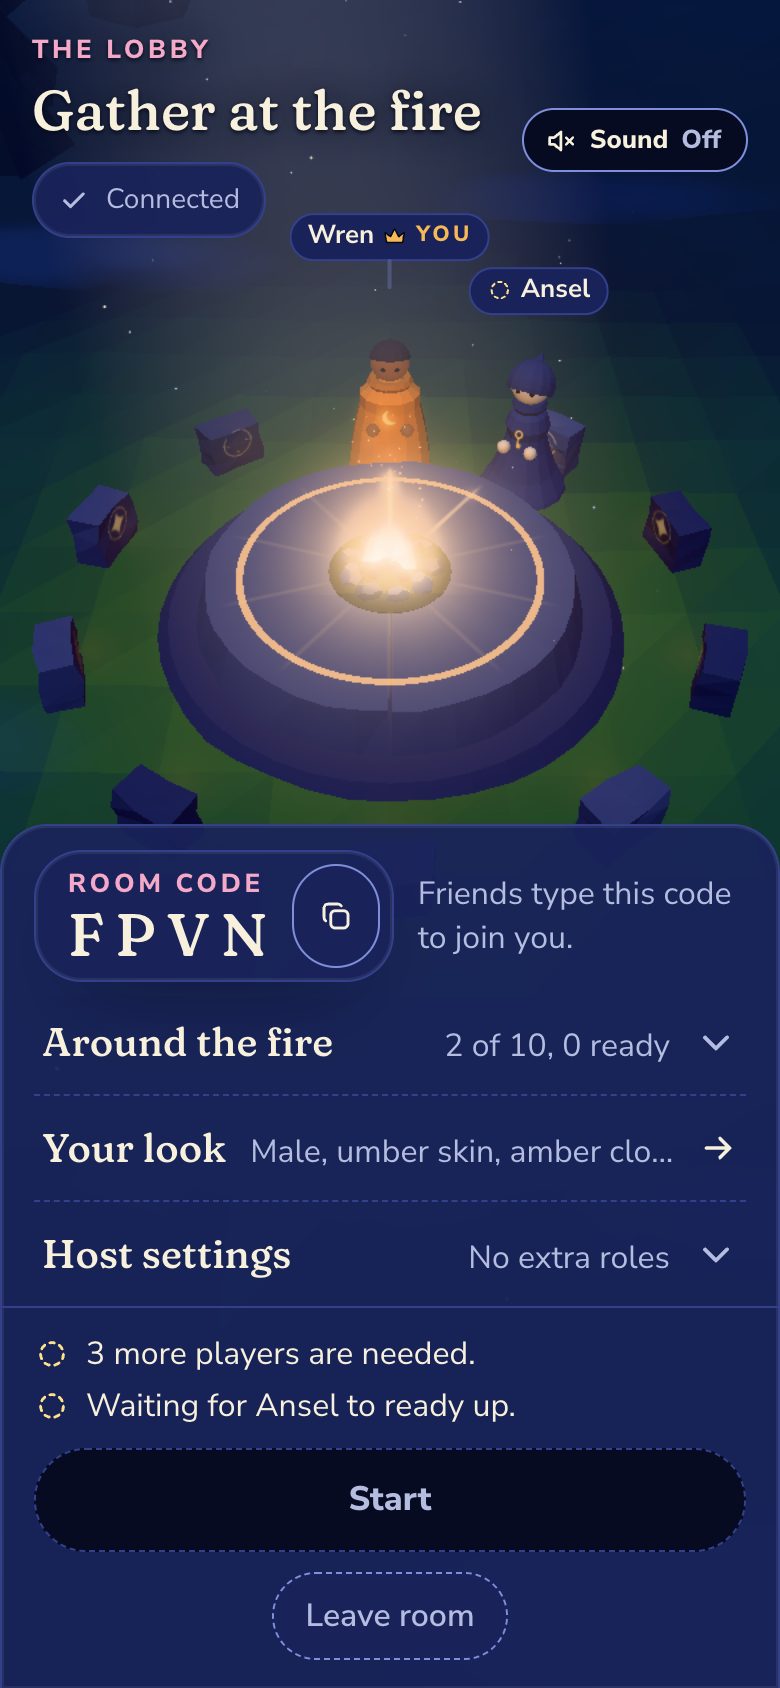 THE LOBBY
Gather at the fire
Sound Off
Connected
Wren YOU
Ansel
ROOM CODE
FPVN
Friends type this code
to join you.
Around the fire 2 of 10, 0 ready
Your look Male, umber skin, amber clo...
Host settings No extra roles
3 more players are needed.
Waiting for Ansel to ready up.
Start
Leave room